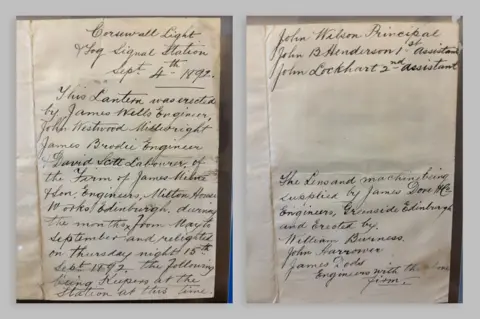 Corsewall Light
& Fog Signal Station
Sept. 4th 1892.
This Lantern was erected
by James Wells Engineer,
John Westwood Millwright
James Brodie Engineer
David Scott Labourer, of
the Firm of James Milne
& Son, Engineers, Milton House
Works, Edinburgh, during
the months from May to
September and relighted
on Thursday night 15th
Sept 1892. the following
being Keepers at the
Station at this time.
John Wilson Principal
John B Henderson 1st assistant
John Lockhart 2nd assistant
The Lens and machine being
supplied by James Dove & Co
Engineers, Greenside Edinburgh
and erected by.
William Burness.
John Harrower
& James Dods
Engineers with the above
firm.